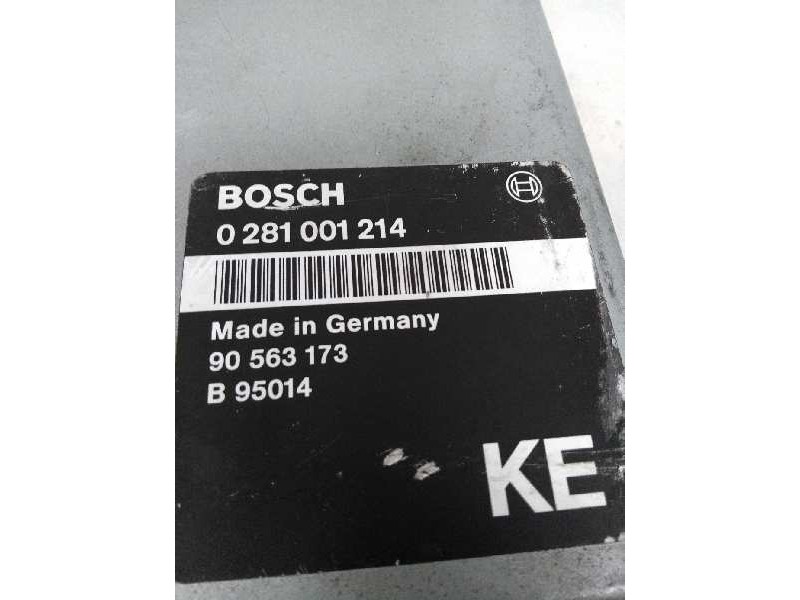 BOSCH
0 281 001 214
Made in Germany
90 563 173
B 95014
KE